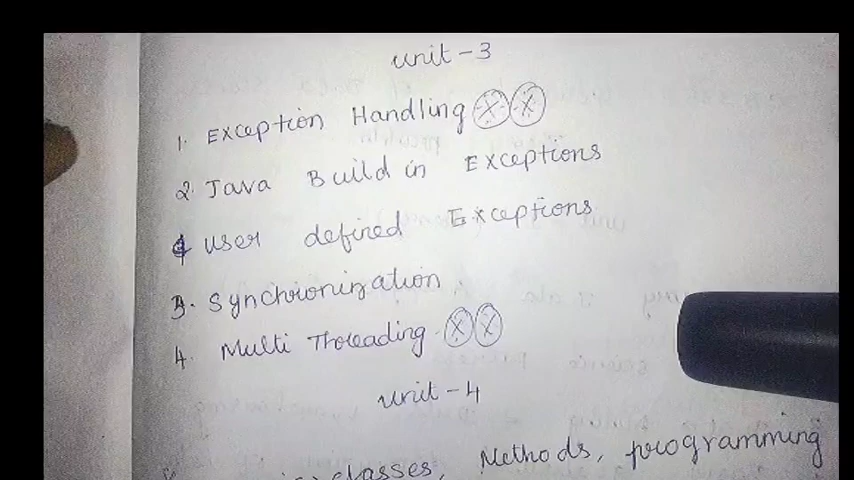 unit-3
1. Exception Handling
2. Java Build in Exceptions
User defined Exceptions
3. Synchronization
4. Multi Threading
unit-4
classes, Methods, programming